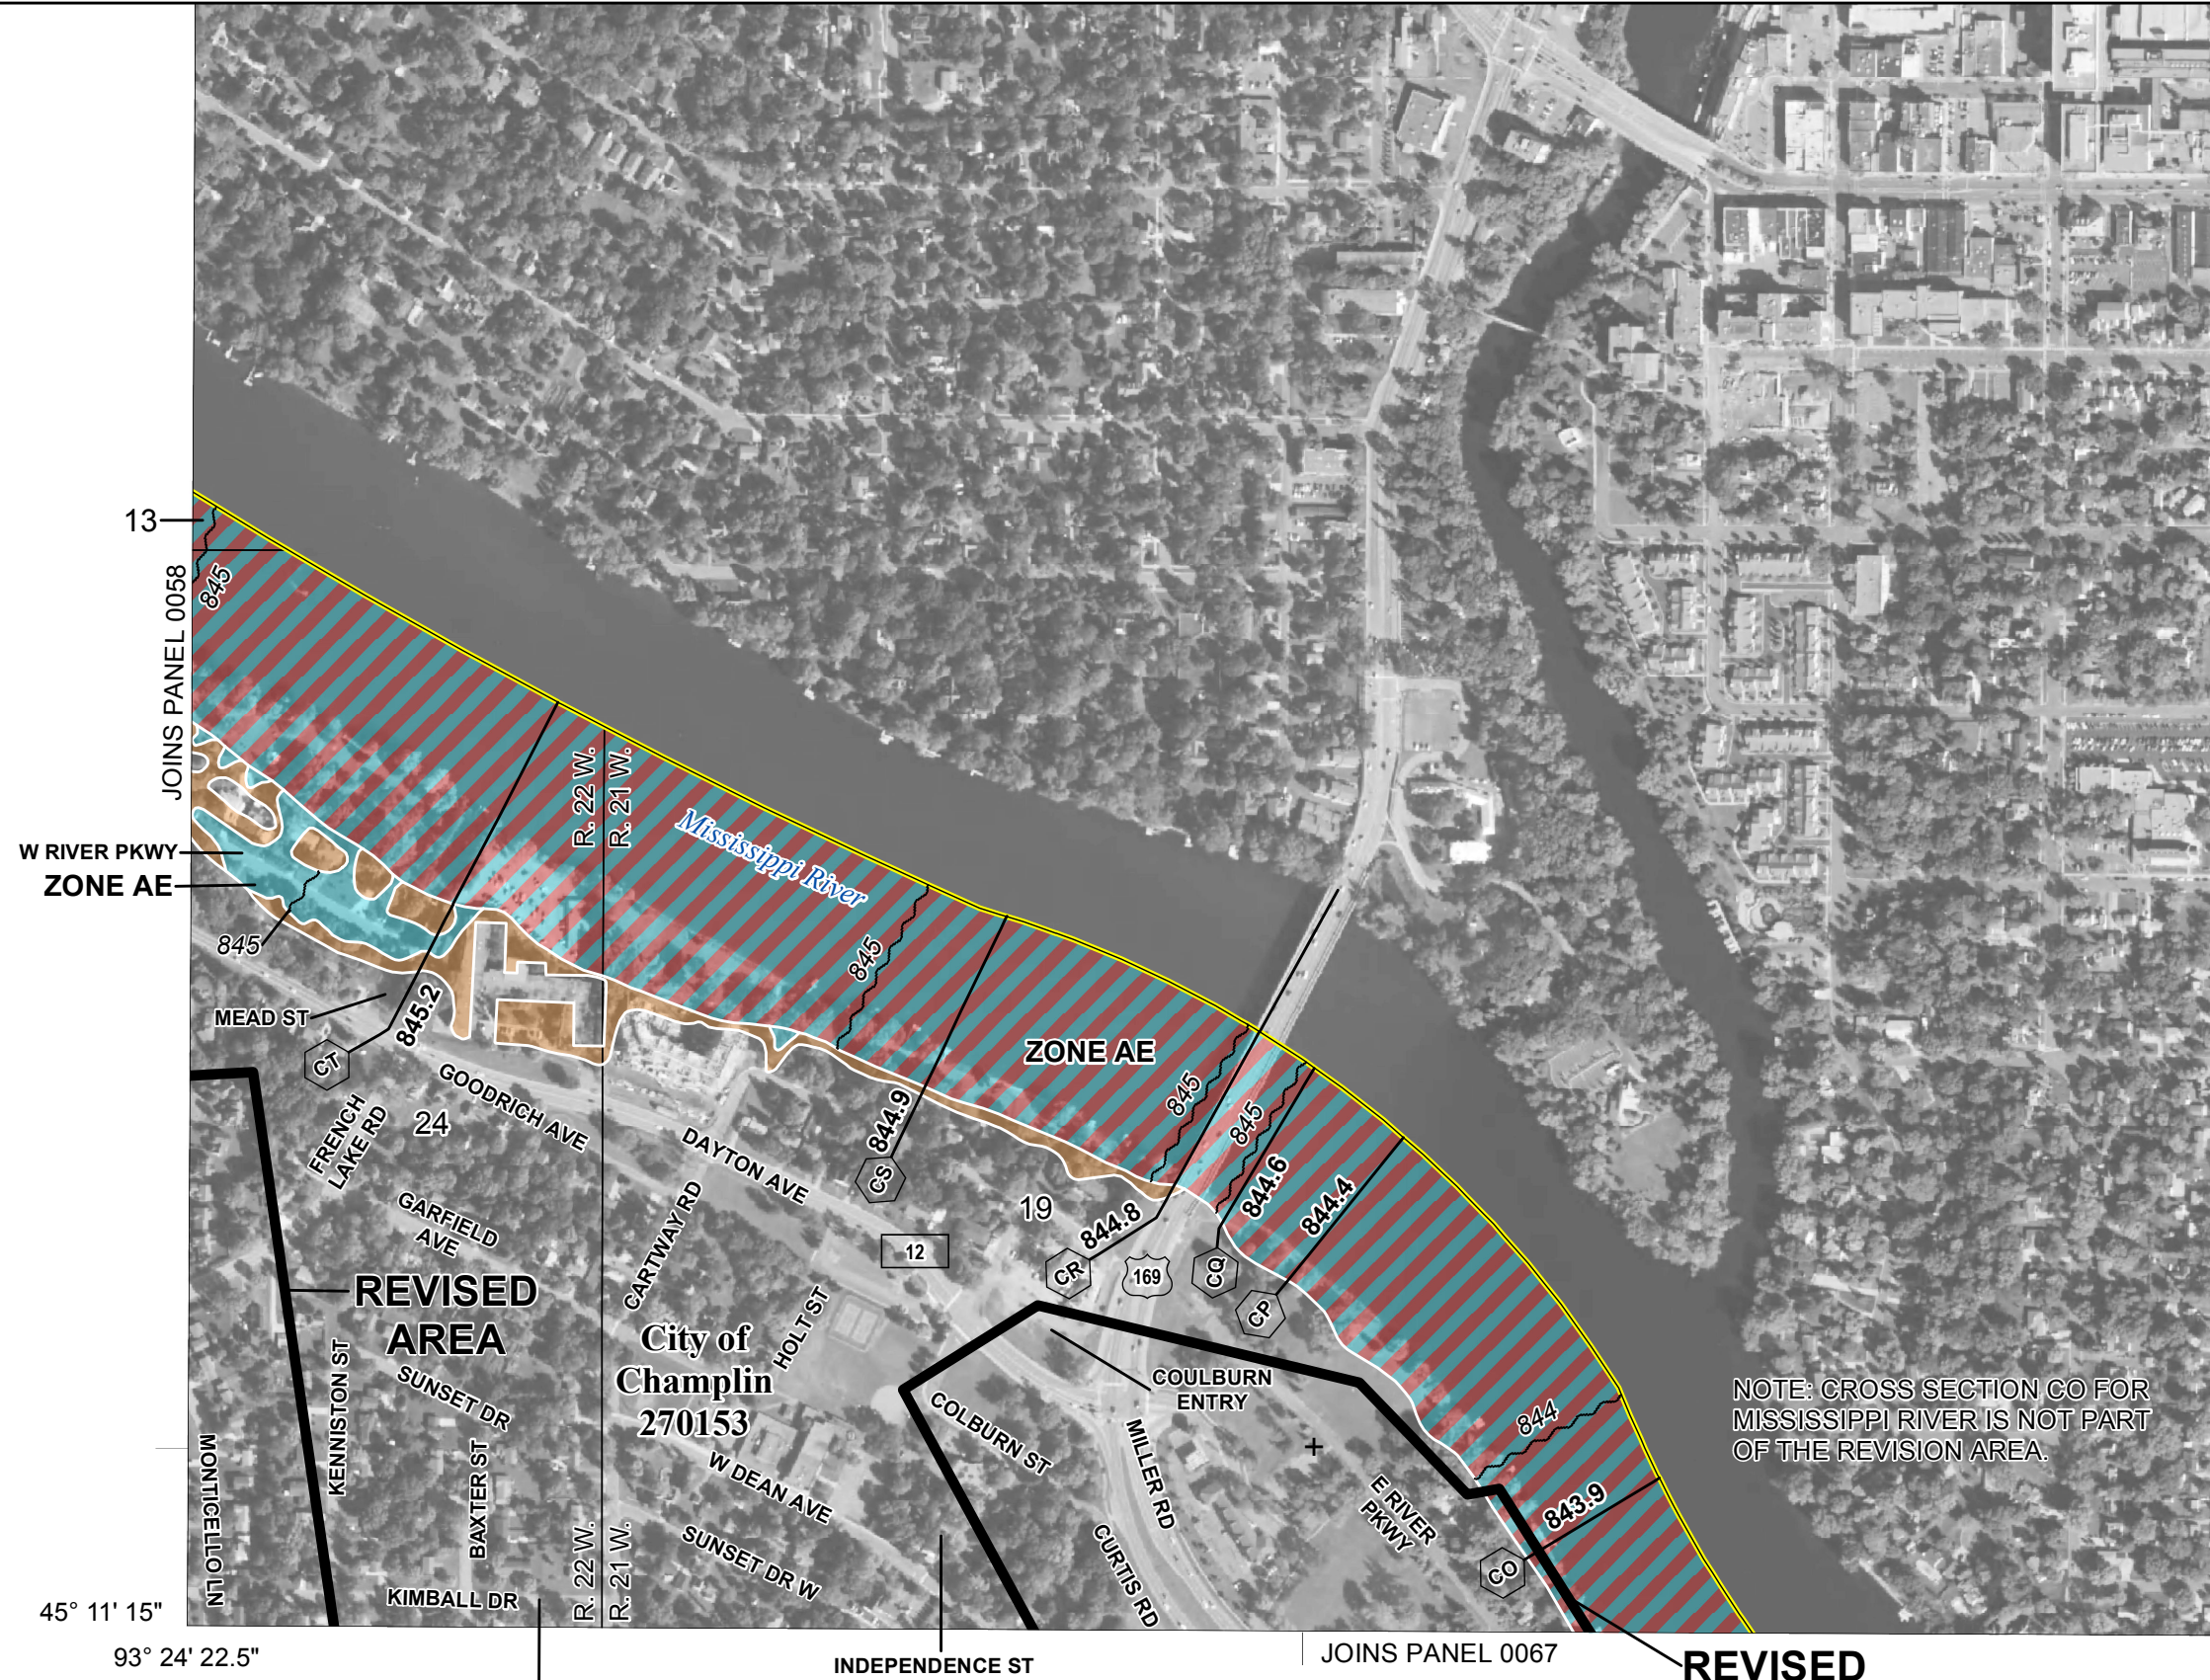 13
845
JOINS PANEL 0058
R. 22 W.
R. 21 W.
Mississippi River
W RIVER PKWY
ZONE AE
845
845
MEAD ST
845.2
CT
GOODRICH AVE
FRENCH
LAKE RD
24
DAYTON AVE
844.9
CS
ZONE AE
845
845
844.6
844.4
19
844.8
CR
169
CQ
CP
12
GARFIELD
AVE
CARTWAY RD
REVISED
AREA
HOLT ST
City of
Champlin
270153
COULBURN
ENTRY
KENNISTON ST
SUNSET DR
COLBURN ST
MILLER RD
844
NOTE: CROSS SECTION CO FOR
MISSISSIPPI RIVER IS NOT PART
OF THE REVISION AREA.
MONTICELLO LN
BAXTER ST
W DEAN AVE
E RIVER
PKWY
843.9
CO
SUNSET DR W
CURTIS RD
KIMBALL DR
R. 22 W.
R. 21 W.
45° 11' 15"
93° 24' 22.5"
INDEPENDENCE ST
JOINS PANEL 0067
REVISED